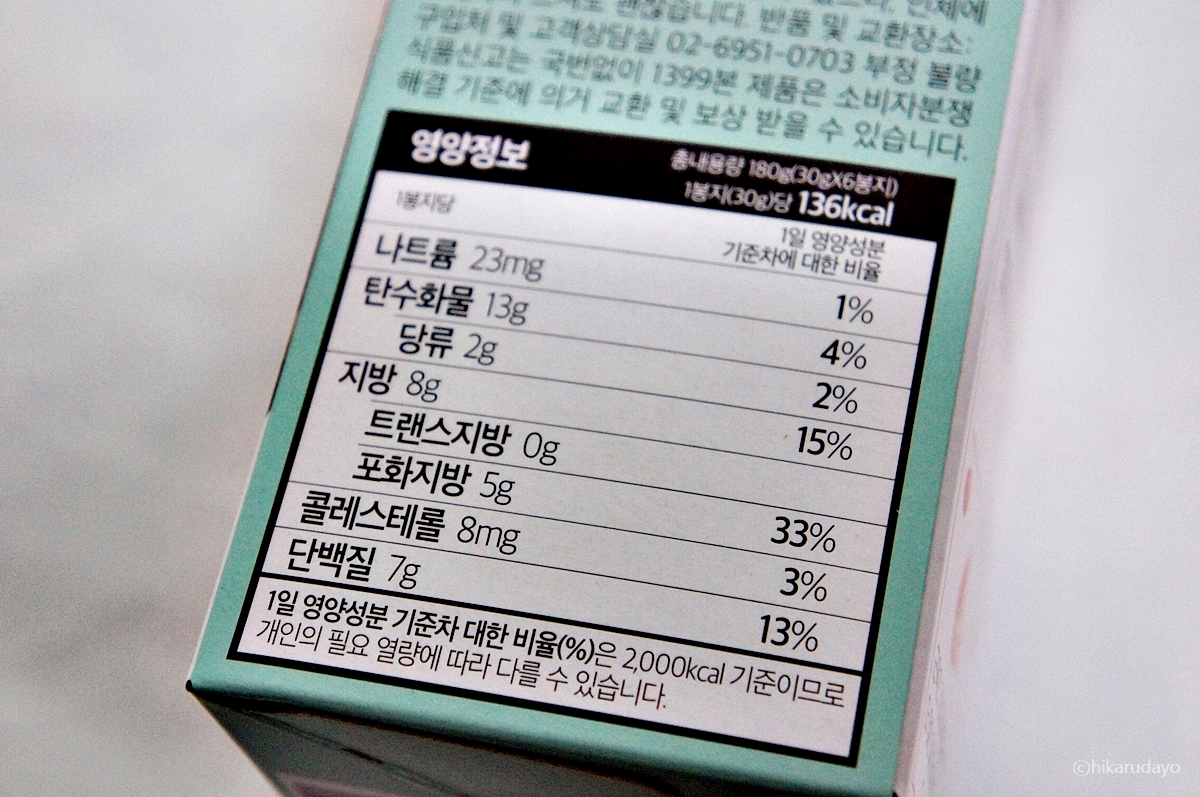 반품 및 교환장소:
구입처 및 고객상담실 02-6951-0703 부정 불량
식품신고는 국번없이 1399본 제품은 소비자분쟁
해결 기준에 의거 교환 및 보상 받을 수 있습니다.
영양정보
총내용량 180g(30gX6봉지)
1봉지(30g)당 136kcal
1봉지당
1일 영양성분
기준차에 대한 비율
나트륨 23mg 1%
탄수화물 13g 4%
당류 2g 2%
지방 8g 15%
트랜스지방 0g
포화지방 5g 33%
콜레스테롤 8mg 3%
단백질 7g 13%
1일 영양성분 기준차 대한 비율(%)은 2,000kcal 기준이므로
개인의 필요 열량에 따라 다를 수 있습니다.
©hikarudayo